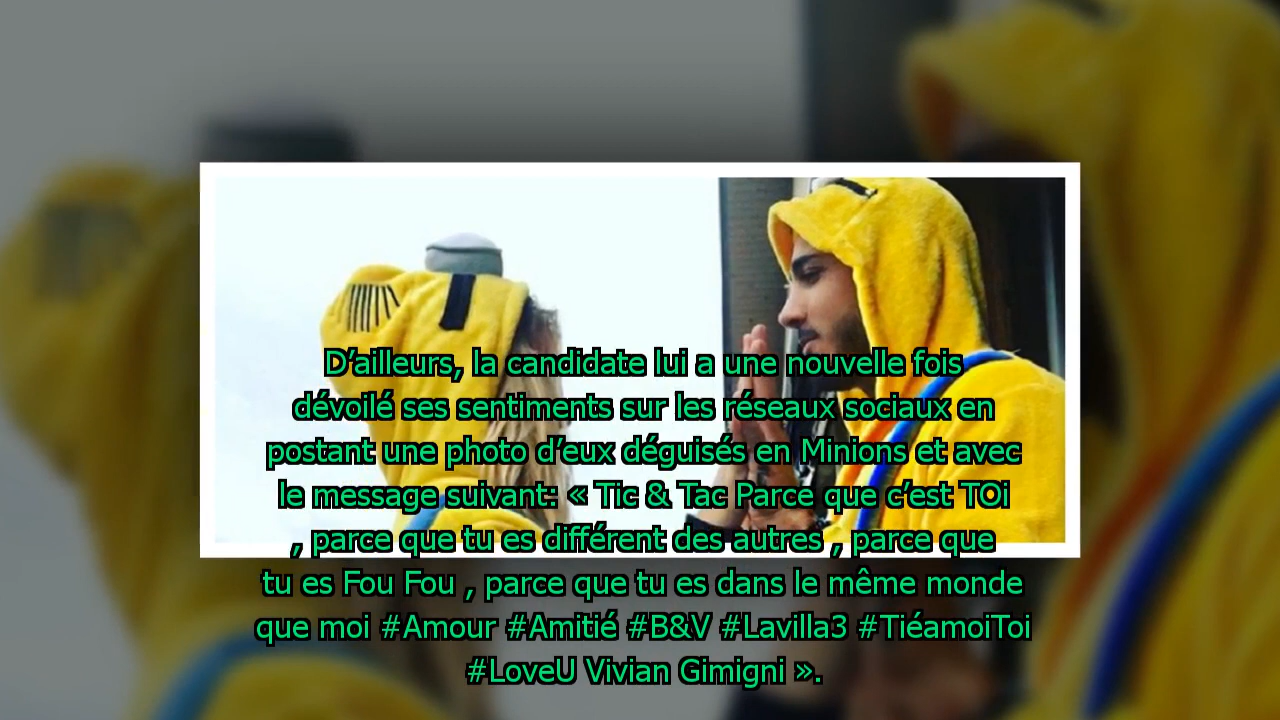 D’ailleurs, la candidate lui a une nouvelle fois
dévoilé ses sentiments sur les réseaux sociaux en
postant une photo d’eux déguisés en Minions et avec
le message suivant: « Tic & Tac Parce que c’est TOi
, parce que tu es différent des autres , parce que
tu es Fou Fou , parce que tu es dans le même monde
que moi #Amour #Amitié #B&V #Lavilla3 #TiéamoiToi
#LoveU Vivian Gimigni ».